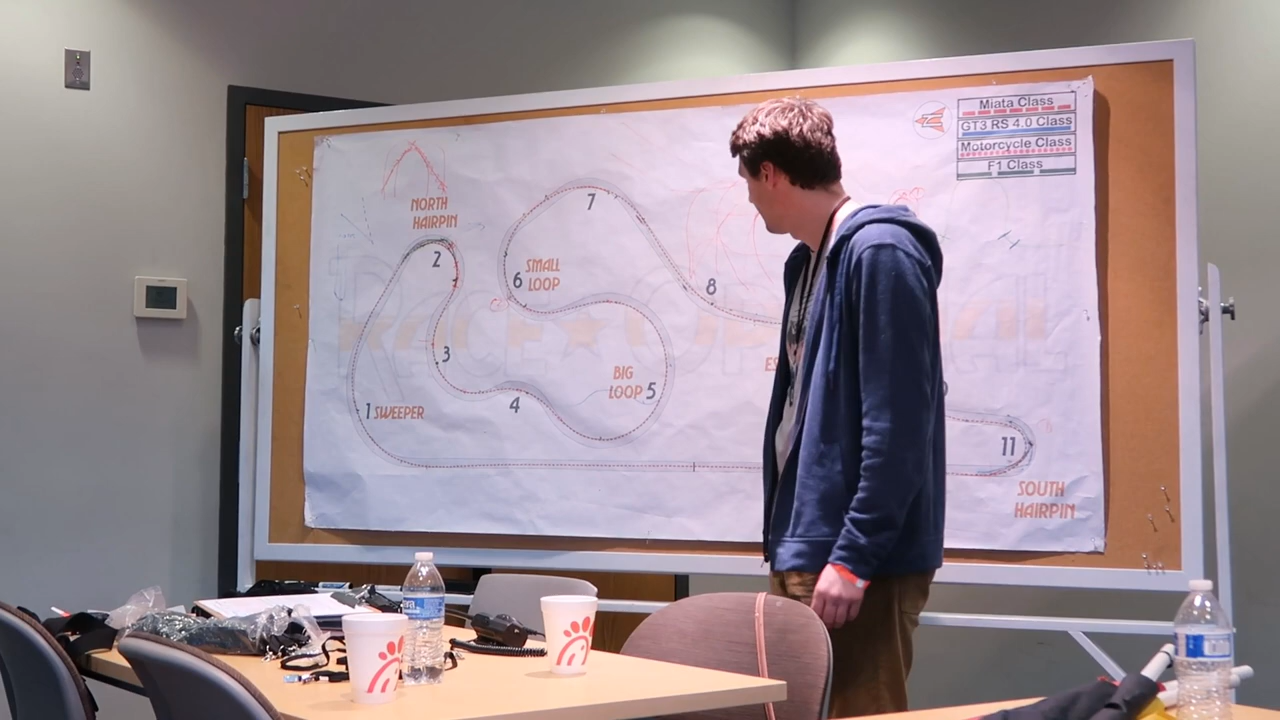 Miata Class
GT3 RS 4.0 Class
Motorcycle Class
F1 Class
NORTH
HAIRPIN
2
7
6 SMALL
LOOP
8
3
BIG
LOOP 5
1 SWEEPER
4
11
SOUTH
HAIRPIN
RACE